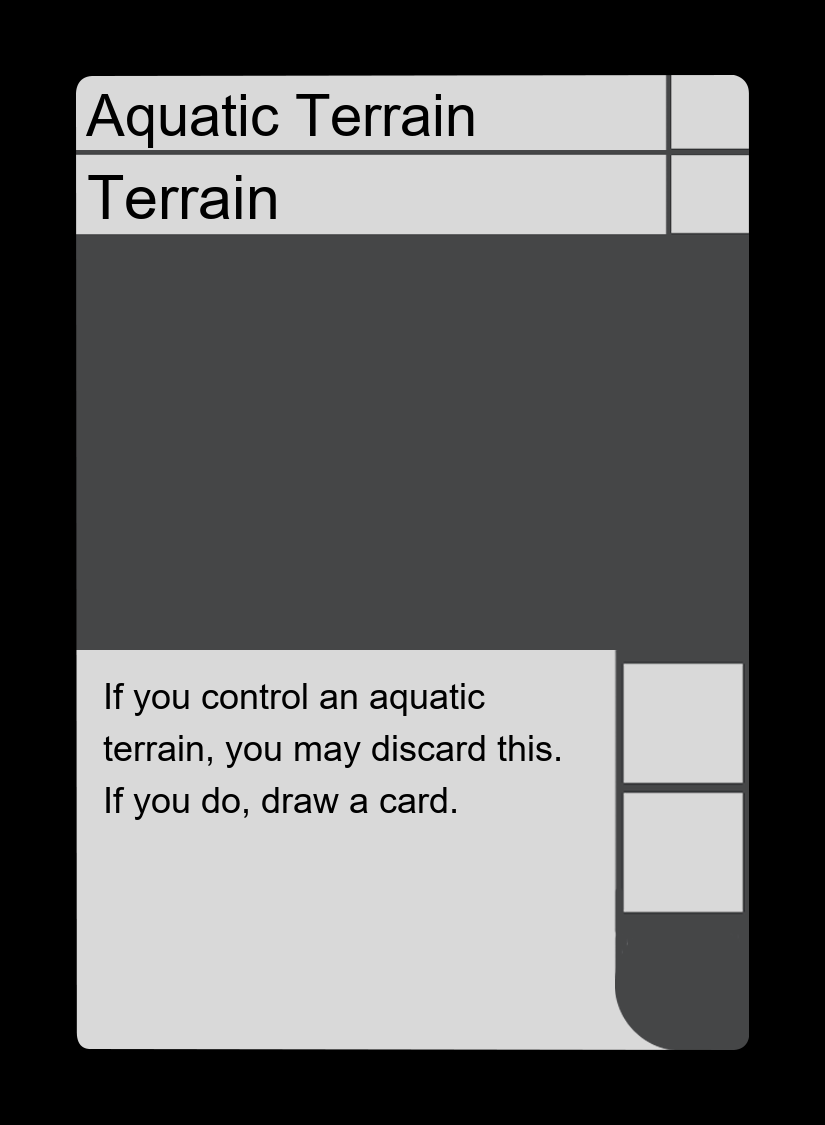 Aquatic Terrain
Terrain
If you control an aquatic
terrain, you may discard this.
If you do, draw a card.